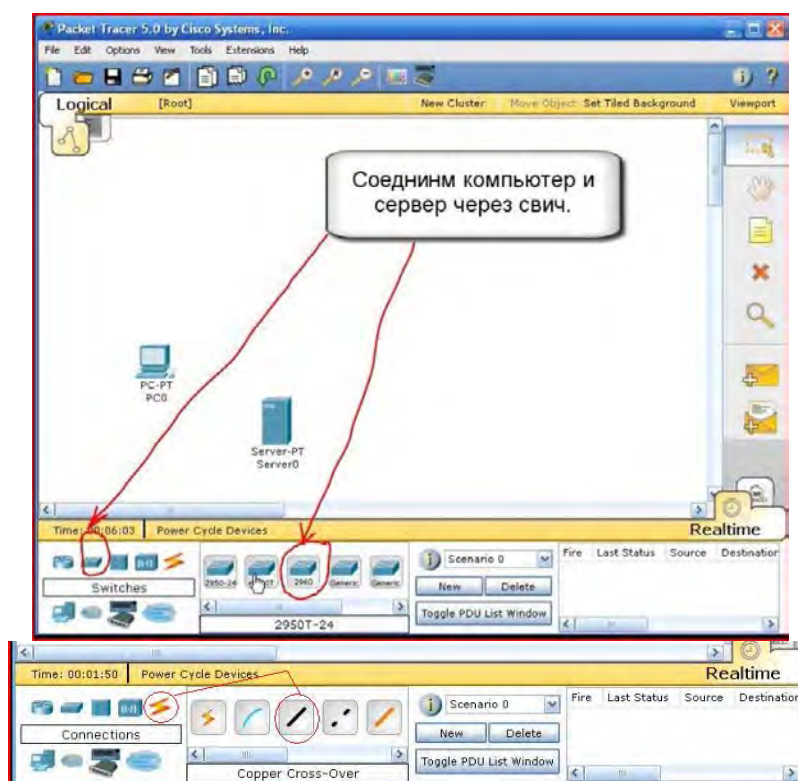 Packet Tracer 5.0 by Cisco Systems, Inc.
File Edit Options View Tools Extensions Help
Logical [Root] New Cluster Move Object Set Tiled Background Viewport
Соеднинм компьютер и
сервер через свич.
PC-PT
PC0
Server-PT
Server0
Time: 00:06:03 Power Cycle Devices Realtime
Switches
2950-24 2960 Generic Generic
2950T-24
Scenario 0
New Delete
Toggle PDU List Window
Fire Last Status Source Destination
Time: 00:01:50 Power Cycle Devices Realtime
Connections
Copper Cross-Over
Scenario 0
New Delete
Toggle PDU List Window
Fire Last Status Source Destination